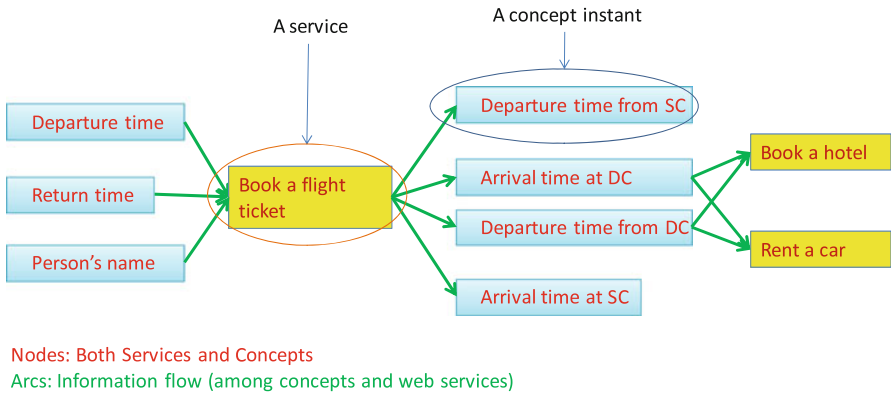 A service
A concept instant
Departure time
Return time
Person's name
Book a flight
ticket
Departure time from SC
Arrival time at DC
Departure time from DC
Arrival time at SC
Book a hotel
Rent a car
Nodes: Both Services and Concepts
Arcs: Information flow (among concepts and web services)